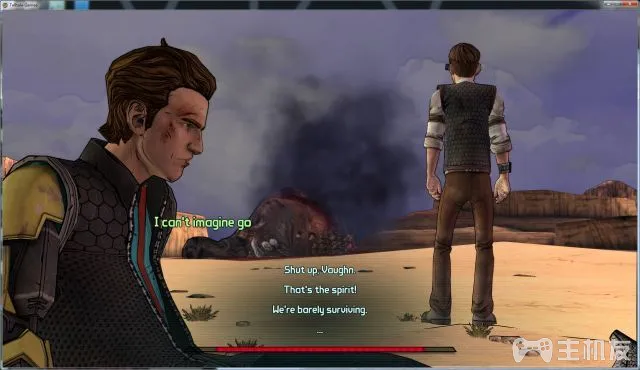 Telltale Games
I can't imagine go
Shut up, Vaughn.
That's the spirit!
We're barely surviving.
...
主机友